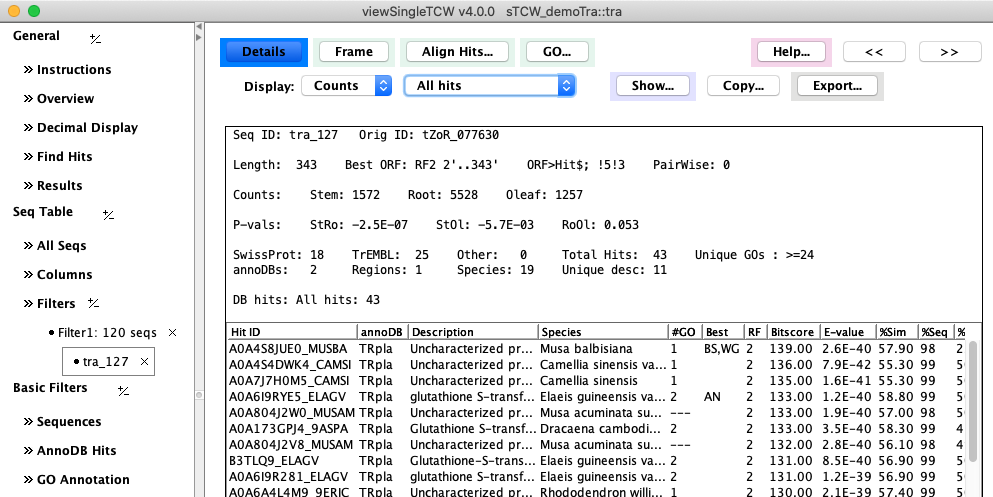 viewSingleTCW v4.0.0 sTCW_demoTra::tra
General +/-
» Instructions
» Overview
» Decimal Display
» Find Hits
» Results
Seq Table +/-
» All Seqs
» Columns
» Filters +/-
• Filter1: 120 seqs ×
• tra_127 ×
Basic Filters +/-
» Sequences
» AnnoDB Hits
» GO Annotation
Details Frame Align Hits... GO... Help... << >>
Display: Counts All hits Show... Copy... Export...
Seq ID: tra_127 Orig ID: tZoR_077630
Length: 343 Best ORF: RF2 2'..343' ORF>Hit$; !5!3 PairWise: 0
Counts: Stem: 1572 Root: 5528 Oleaf: 1257
P-vals: StRo: -2.5E-07 StOl: -5.7E-03 RoOl: 0.053
SwissProt: 18 TrEMBL: 25 Other: 0 Total Hits: 43 Unique GOs : >=24
annoDBs: 2 Regions: 1 Species: 19 Unique desc: 11
DB hits: All hits: 43
Hit ID annoDB Description Species #GO Best RF Bitscore E-value %Sim %Seq %
A0A4S8JUE0_MUSBA TRpla Uncharacterized pr... Musa balbisiana 1 BS,WG 2 139.00 2.6E-40 57.90 98 2
A0A4S4DWK4_CAMSI TRpla Uncharacterized pr... Camellia sinensis va... 1 2 136.00 7.9E-42 55.30 99 5
A0A7J7H0M5_CAMSI TRpla Uncharacterized pr... Camellia sinensis 1 2 135.00 1.6E-41 55.30 99 5
A0A6I9RYE5_ELAGV TRpla glutathione S-transf... Elaeis guineensis va... 2 AN 2 133.00 1.2E-40 58.80 99 5
A0A804J2W0_MUSAM TRpla Uncharacterized pr... Musa acuminata su... --- 2 133.00 1.9E-40 57.00 98 5
A0A173GPJ4_9ASPA TRpla Glutathione S-transf... Dracaena cambodi... 2 2 133.00 3.5E-40 58.30 99 4
A0A804J2V8_MUSAM TRpla Uncharacterized pr... Musa acuminata su... --- 2 132.00 2.8E-40 56.10 98 4
B3TLQ9_ELAGV TRpla Glutathione-S-trans... Elaeis guineensis va... 2 2 131.00 8.5E-40 56.90 99 5
A0A6I9R281_ELAGV TRpla glutathione S-transf... Elaeis guineensis va... 2 2 131.00 1.2E-39 56.90 99 5
A0A6A4L4M9_9ERIC TRpla Uncharacterized pr... Rhododendron willi... 1 2 130.00 2.1E-39 57.40 99 5